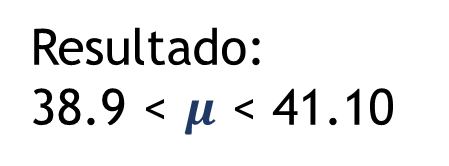 Resultado:
38.9 < μ < 41.10